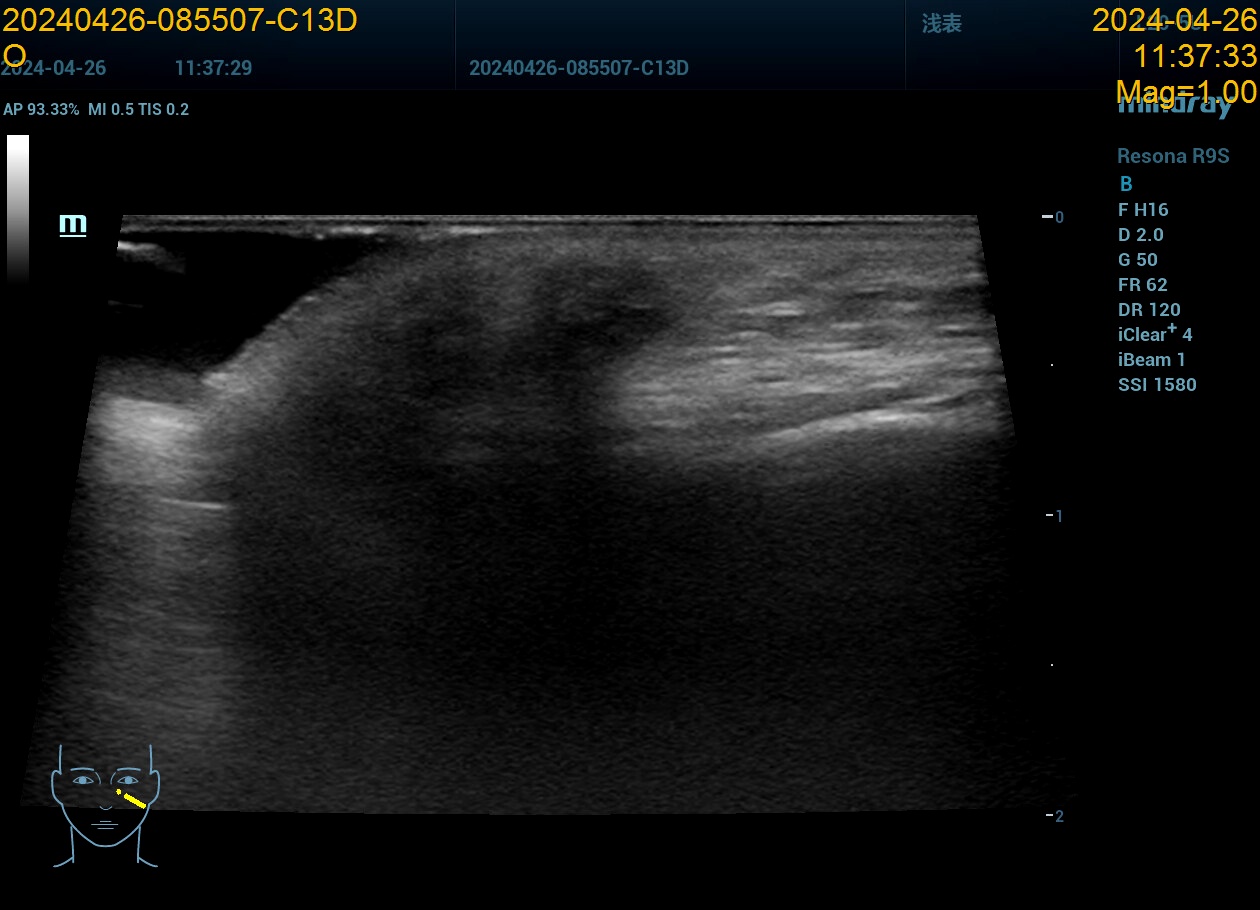 20240426-085507-C13D
O
2024-04-26
11:37:33
Mag=1.00
浅表
2024-04-26 11:37:29 20240426-085507-C13D
AP 93.33% MI 0.5 TIS 0.2
mindray
Resona R9S
m
B
F H16
D 2.0
G 50
FR 62
DR 120
iClear+ 4
iBeam 1
SSI 1580
0
1
2